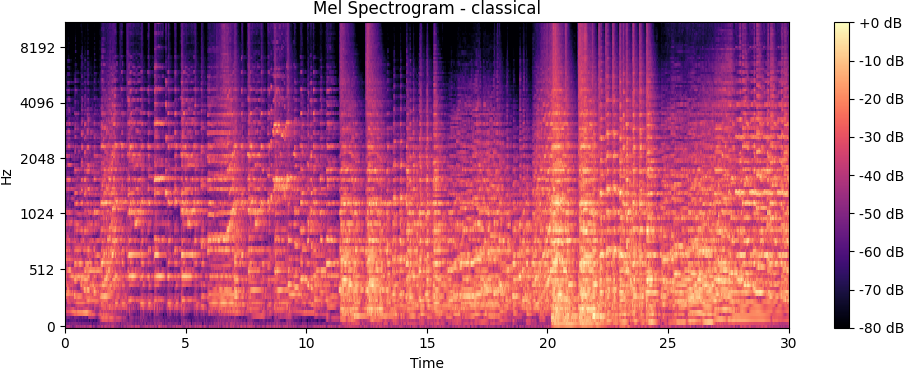 Mel Spectrogram - classical
Hz
8192
4096
2048
1024
512
0
0 5 10 15 20 25 30
Time
+0 dB
-10 dB
-20 dB
-30 dB
-40 dB
-50 dB
-60 dB
-70 dB
-80 dB